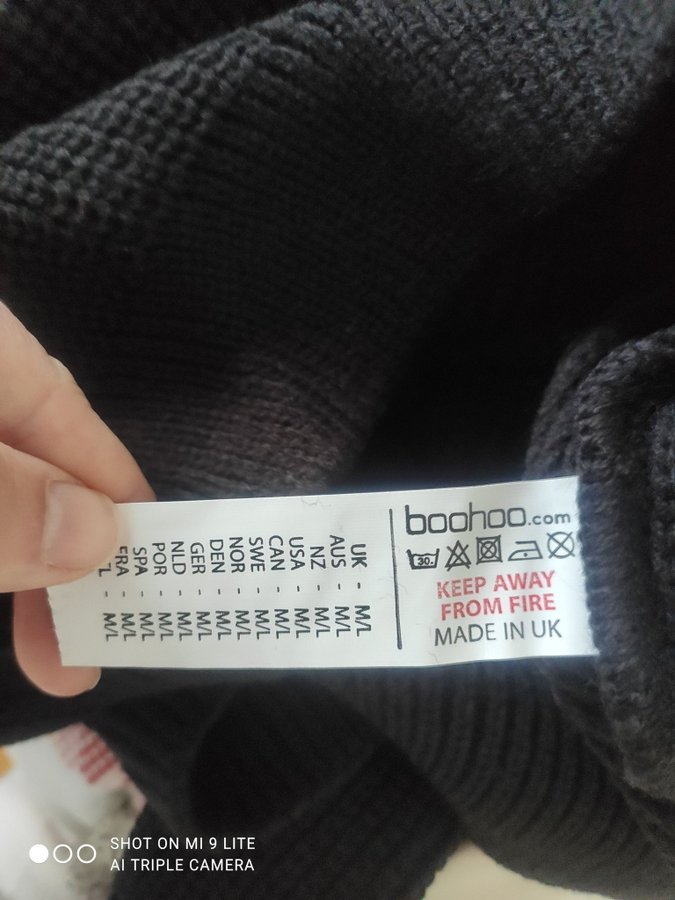 boohoo.com
30.
KEEP AWAY
FROM FIRE
MADE IN UK
UK - M/L
AUS - M/L
NZ - M/L
USA - M/L
CAN - M/L
SWE - M/L
NOR - M/L
DEN - M/L
GER - M/L
NLD - M/L
POR - M/L
SPA - M/L
FRA - M/L
- M/L
SHOT ON MI 9 LITE
AI TRIPLE CAMERA